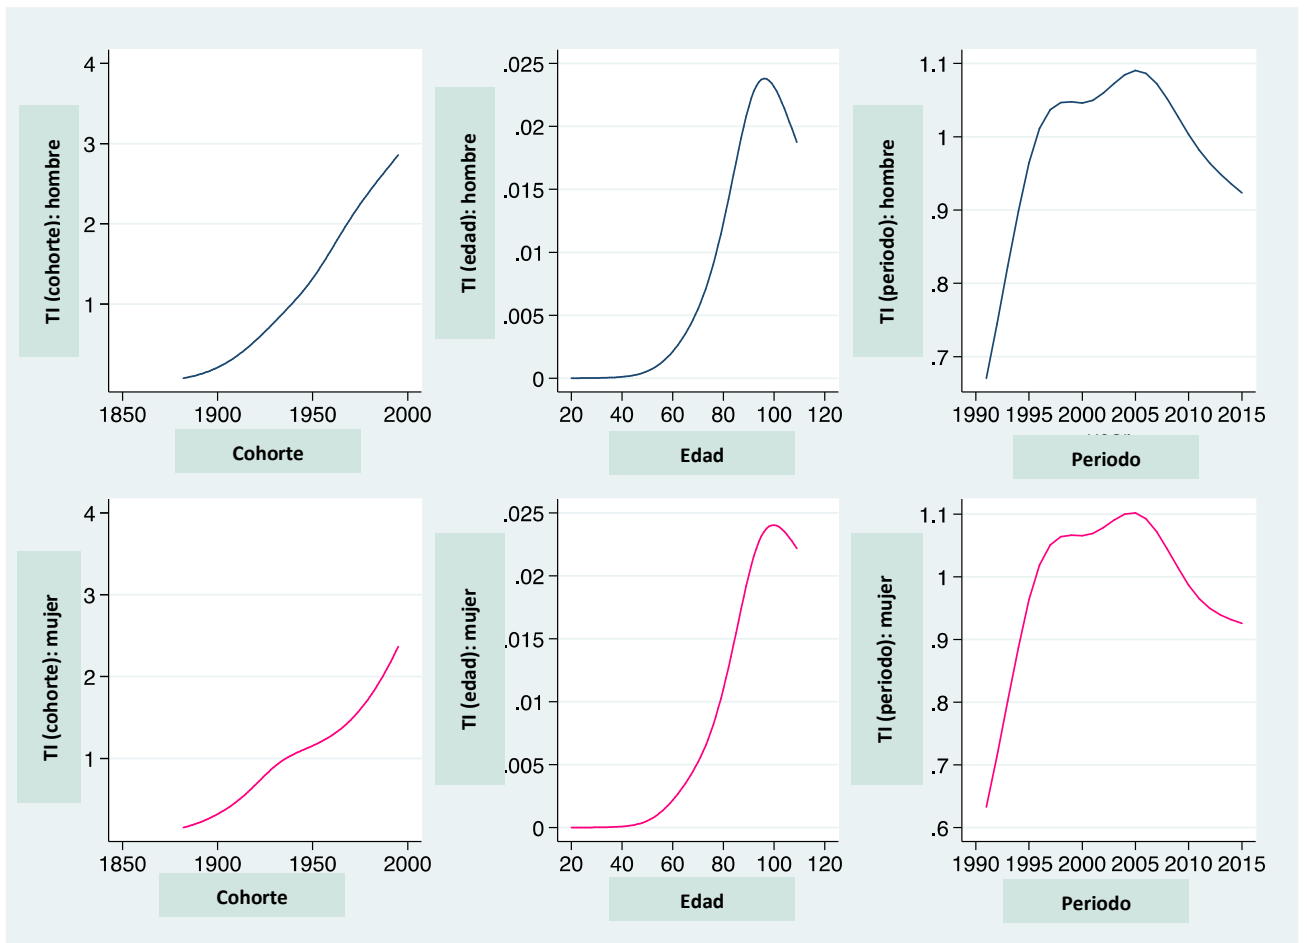 4
3
2
1
TI (cohorte): hombre
1850 1900 1950 2000
Cohorte
.025
.02
.015
.01
.005
0
TI (edad): hombre
20 40 60 80 100 120
Edad
1.1
1
.9
.8
.7
TI (periodo): hombre
1990 1995 2000 2005 2010 2015
Periodo
4
3
2
1
TI (cohorte): mujer
1850 1900 1950 2000
Cohorte
.025
.02
.015
.01
.005
0
TI (edad): mujer
20 40 60 80 100 120
Edad
1.1
1
.9
.8
.7
.6
TI (periodo): mujer
1990 1995 2000 2005 2010 2015
Periodo